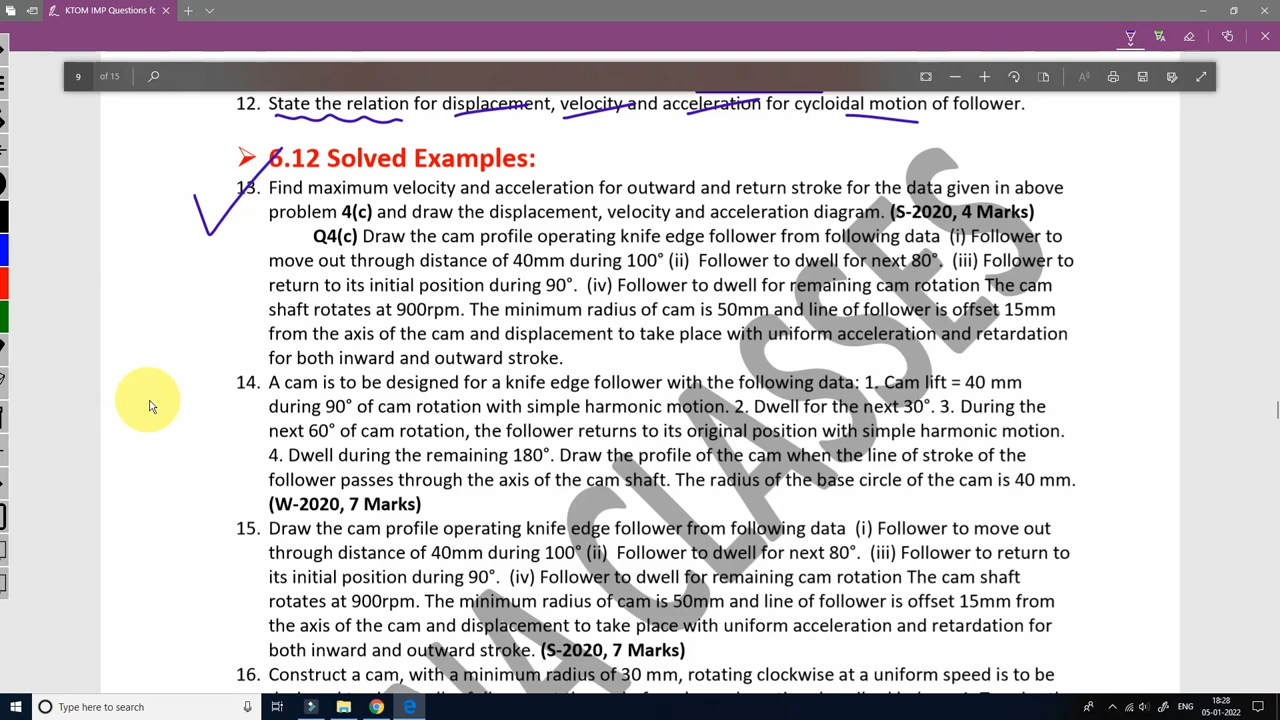 KTOM IMP Questions fo
9 of 15
12. State the relation for displacement, velocity and acceleration for cycloidal motion of follower.
6.12 Solved Examples:
13. Find maximum velocity and acceleration for outward and return stroke for the data given in above
problem 4(c) and draw the displacement, velocity and acceleration diagram. (S-2020, 4 Marks)
Q4(c) Draw the cam profile operating knife edge follower from following data (i) Follower to
move out through distance of 40mm during 100° (ii) Follower to dwell for next 80°. (iii) Follower to
return to its initial position during 90°. (iv) Follower to dwell for remaining cam rotation The cam
shaft rotates at 900rpm. The minimum radius of cam is 50mm and line of follower is offset 15mm
from the axis of the cam and displacement to take place with uniform acceleration and retardation
for both inward and outward stroke.
14. A cam is to be designed for a knife edge follower with the following data: 1. Cam lift = 40 mm
during 90° of cam rotation with simple harmonic motion. 2. Dwell for the next 30°. 3. During the
next 60° of cam rotation, the follower returns to its original position with simple harmonic motion.
4. Dwell during the remaining 180°. Draw the profile of the cam when the line of stroke of the
follower passes through the axis of the cam shaft. The radius of the base circle of the cam is 40 mm.
(W-2020, 7 Marks)
15. Draw the cam profile operating knife edge follower from following data (i) Follower to move out
through distance of 40mm during 100° (ii) Follower to dwell for next 80°. (iii) Follower to return to
its initial position during 90°. (iv) Follower to dwell for remaining cam rotation The cam shaft
rotates at 900rpm. The minimum radius of cam is 50mm and line of follower is offset 15mm from
the axis of the cam and displacement to take place with uniform acceleration and retardation for
both inward and outward stroke. (S-2020, 7 Marks)
16. Construct a cam, with a minimum radius of 30 mm, rotating clockwise at a uniform speed is to be
NA CLASSES
Type here to search
ENG
18:28
05-01-2022